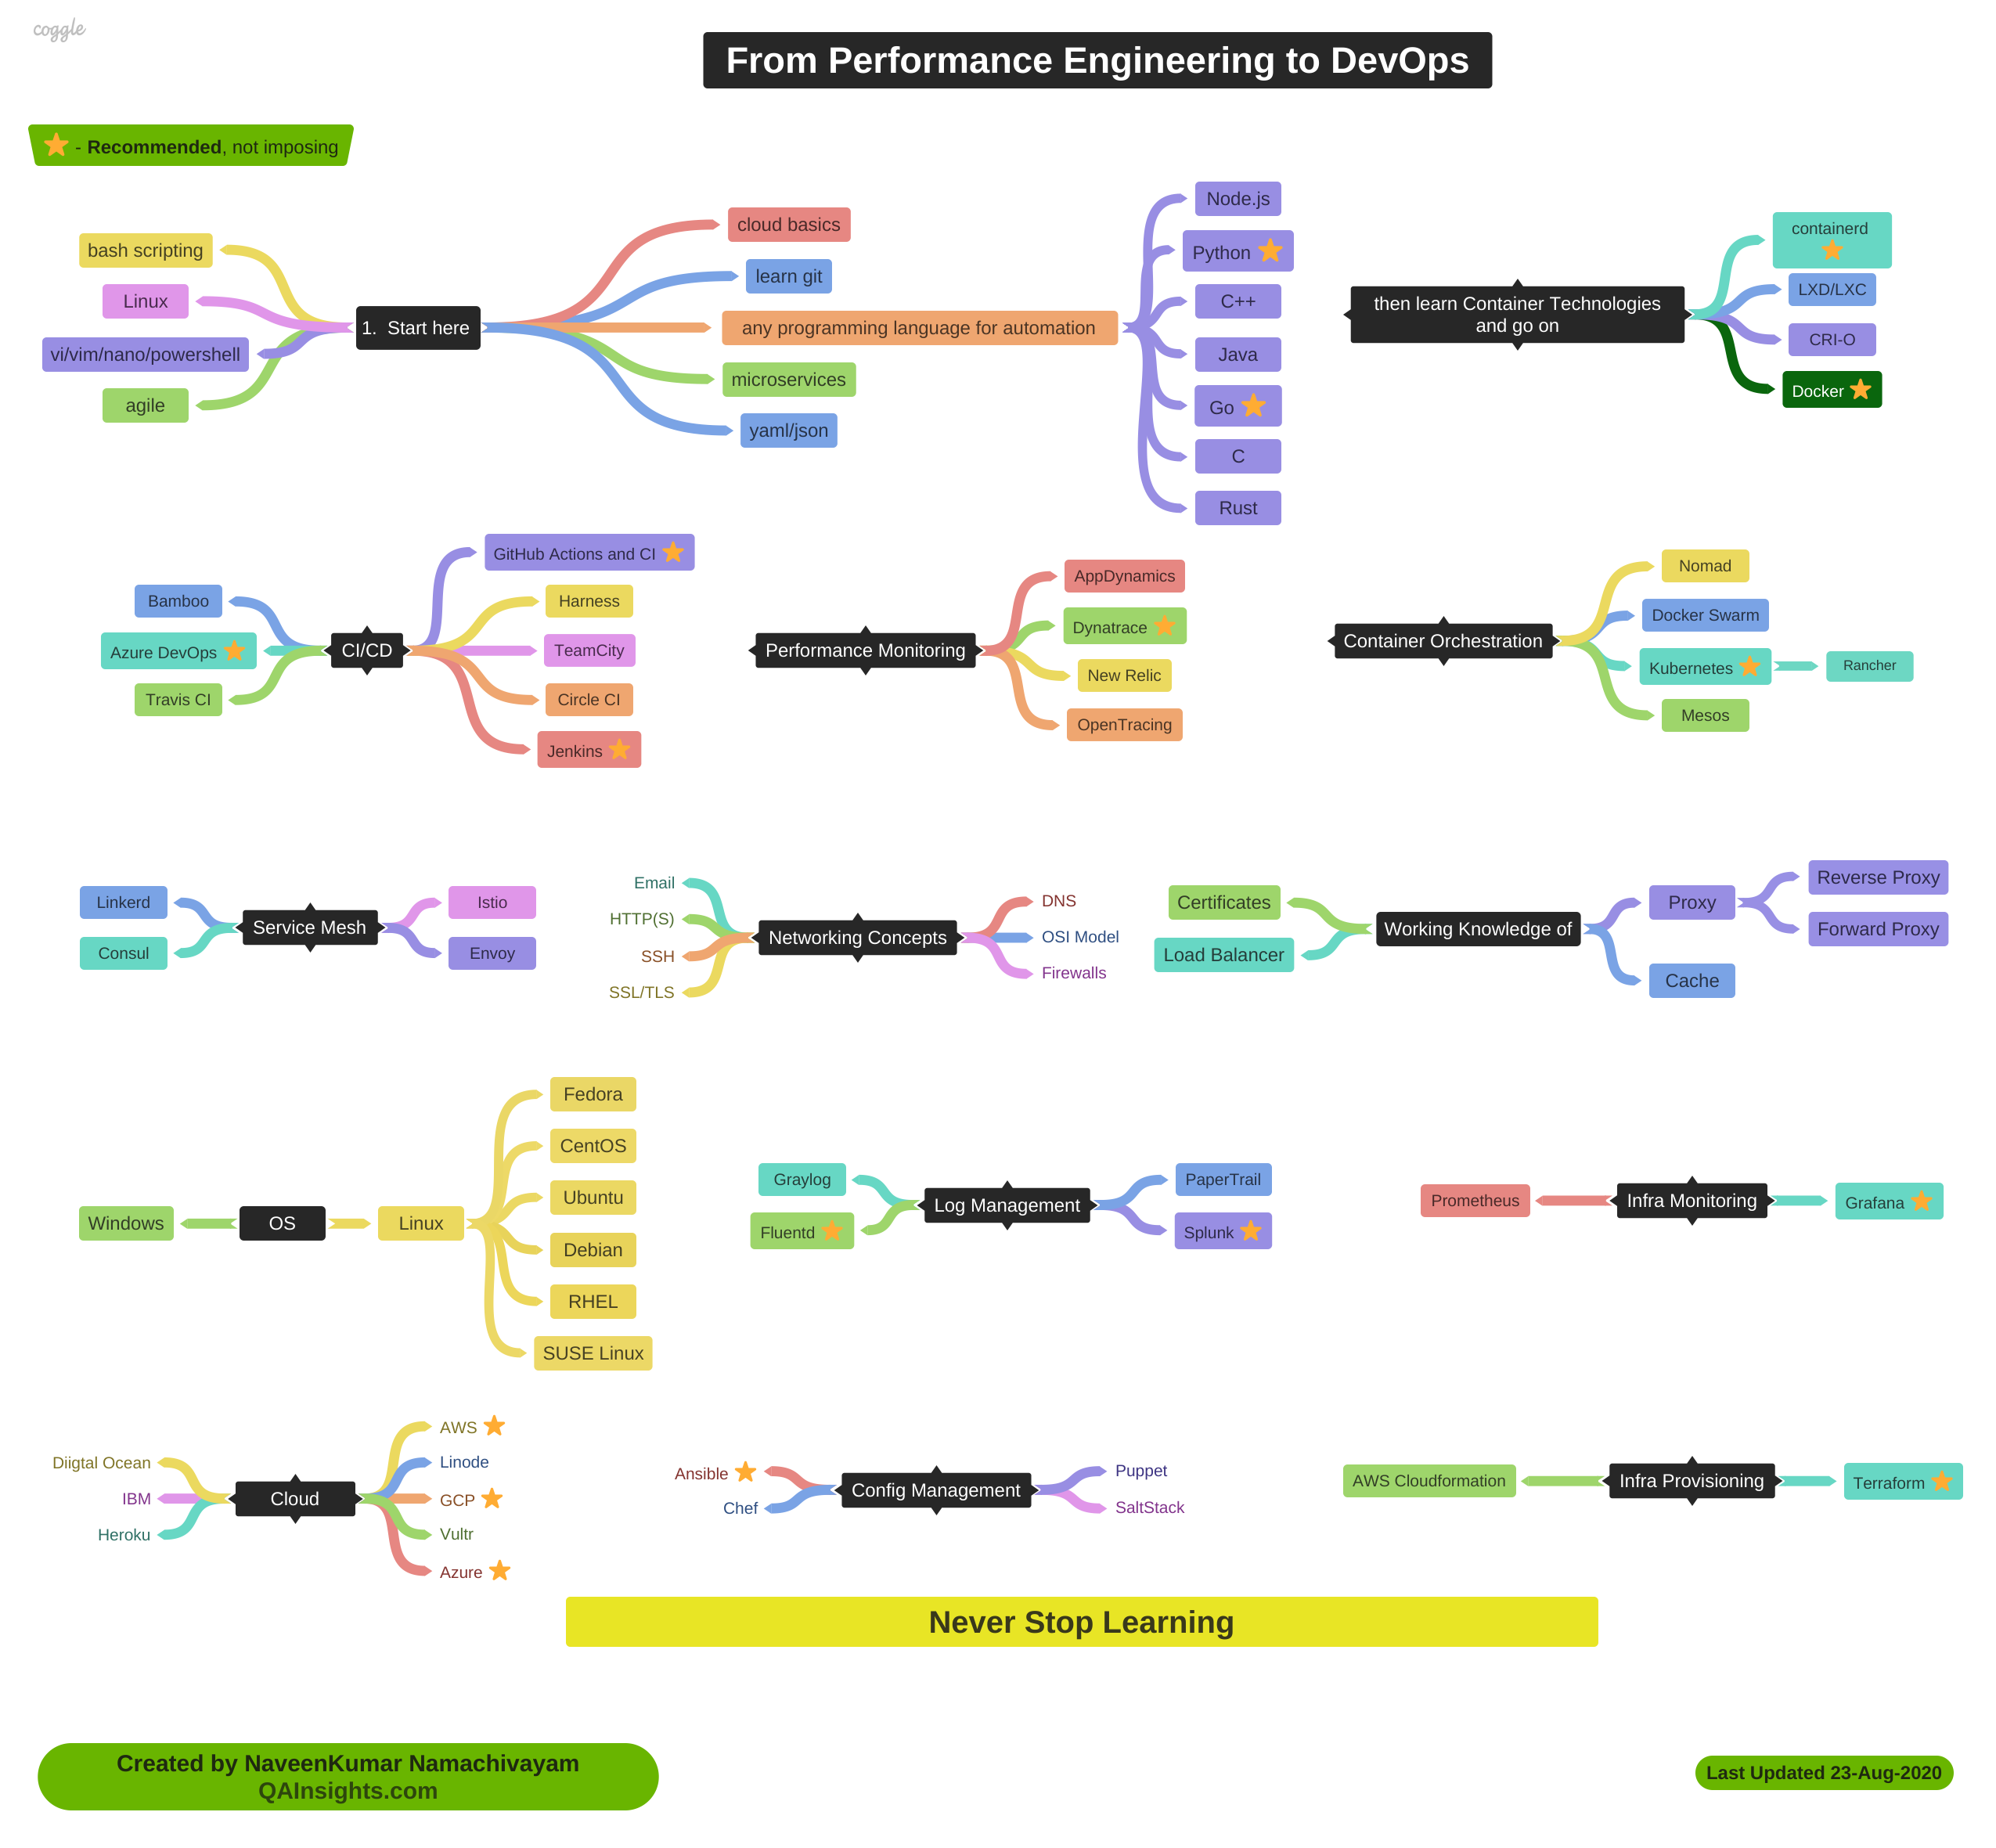 coggle
From Performance Engineering to DevOps
- Recommended, not imposing
bash scripting
Linux
vi/vim/nano/powershell
agile
1. Start here
cloud basics
learn git
any programming language for automation
microservices
yaml/json
Node.js
Python
C++
Java
Go
C
Rust
then learn Container Technologies
and go on
containerd
LXD/LXC
CRI-O
Docker
Bamboo
Azure DevOps
Travis CI
CI/CD
GitHub Actions and CI
Harness
TeamCity
Circle CI
Jenkins
Performance Monitoring
AppDynamics
Dynatrace
New Relic
OpenTracing
Container Orchestration
Nomad
Docker Swarm
Kubernetes
Rancher
Mesos
Linkerd
Consul
Service Mesh
Istio
Envoy
Email
HTTP(S)
SSH
SSL/TLS
Networking Concepts
DNS
OSI Model
Firewalls
Certificates
Load Balancer
Working Knowledge of
Proxy
Reverse Proxy
Forward Proxy
Cache
Windows
OS
Linux
Fedora
CentOS
Ubuntu
Debian
RHEL
SUSE Linux
Graylog
Fluentd
Log Management
PaperTrail
Splunk
Prometheus
Infra Monitoring
Grafana
Diigtal Ocean
IBM
Heroku
Cloud
AWS
Linode
GCP
Vultr
Azure
Ansible
Chef
Config Management
Puppet
SaltStack
AWS Cloudformation
Infra Provisioning
Terraform
Never Stop Learning
Created by NaveenKumar Namachivayam
QAInsights.com
Last Updated 23-Aug-2020